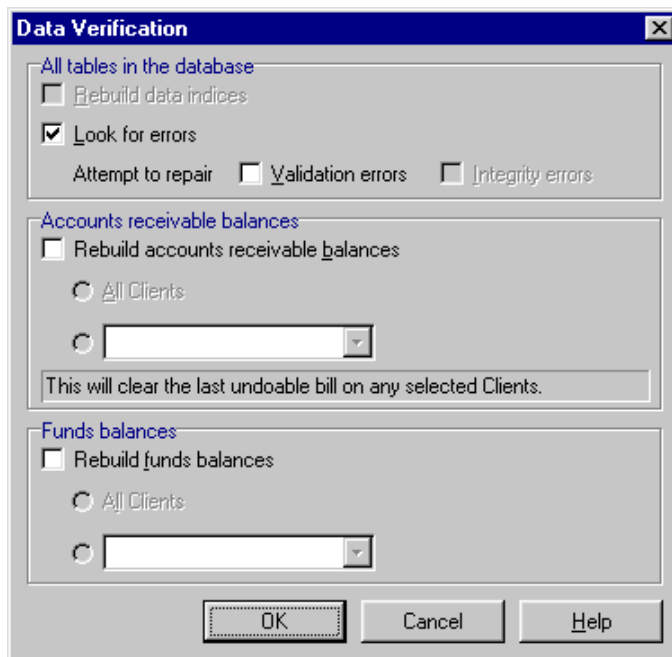 Data Verification
All tables in the database
Rebuild data indices
Look for errors
Attempt to repair Validation errors Integrity errors
Accounts receivable balances
Rebuild accounts receivable balances
All Clients
This will clear the last undoable bill on any selected Clients.
Funds balances
Rebuild funds balances
All Clients
OK Cancel Help